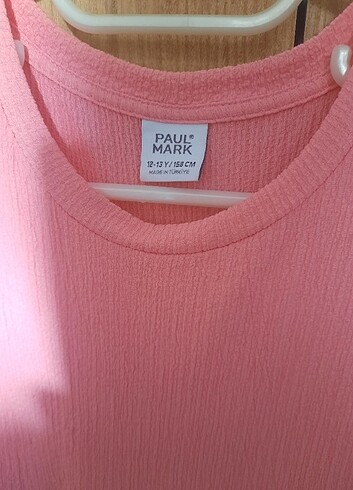 PAUL®
MARK
12-13 Y / 158 CM
MADE IN TÜRKİYE